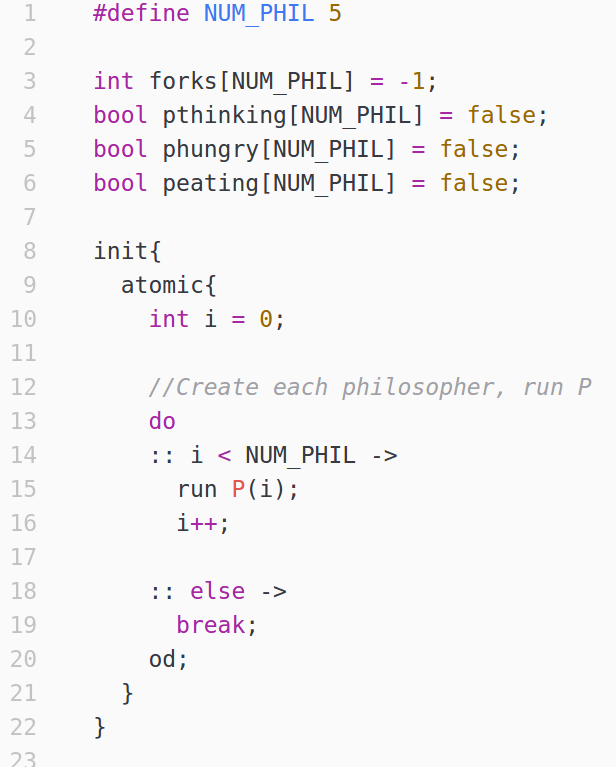 1 #define NUM_PHIL 5
2
3 int forks[NUM_PHIL] = -1;
4 bool pthinking[NUM_PHIL] = false;
5 bool phungry[NUM_PHIL] = false;
6 bool peating[NUM_PHIL] = false;
7
8 init{
9   atomic{
10     int i = 0;
11
12     //Create each philosopher, run P
13     do
14     :: i < NUM_PHIL ->
15       run P(i);
16       i++;
17
18     :: else ->
19       break;
20     od;
21   }
22 }
23